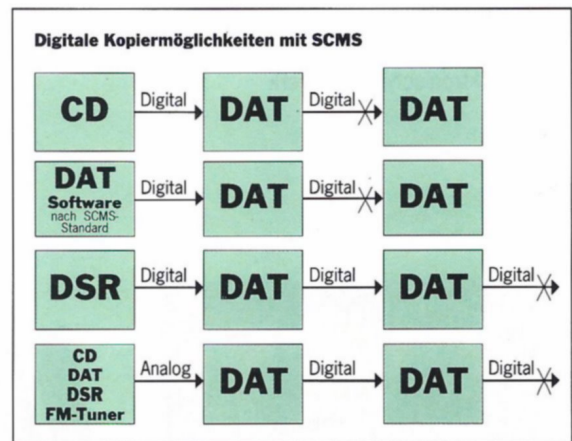 Digitale Kopiermöglichkeiten mit SCMS
CD Digital DAT Digital DAT
DAT Digital DAT Digital DAT
Software
nach SCMS-
Standard
DSR Digital DAT Digital DAT Digital
CD
DAT
DSR
FM-Tuner
Analog DAT Digital DAT Digital